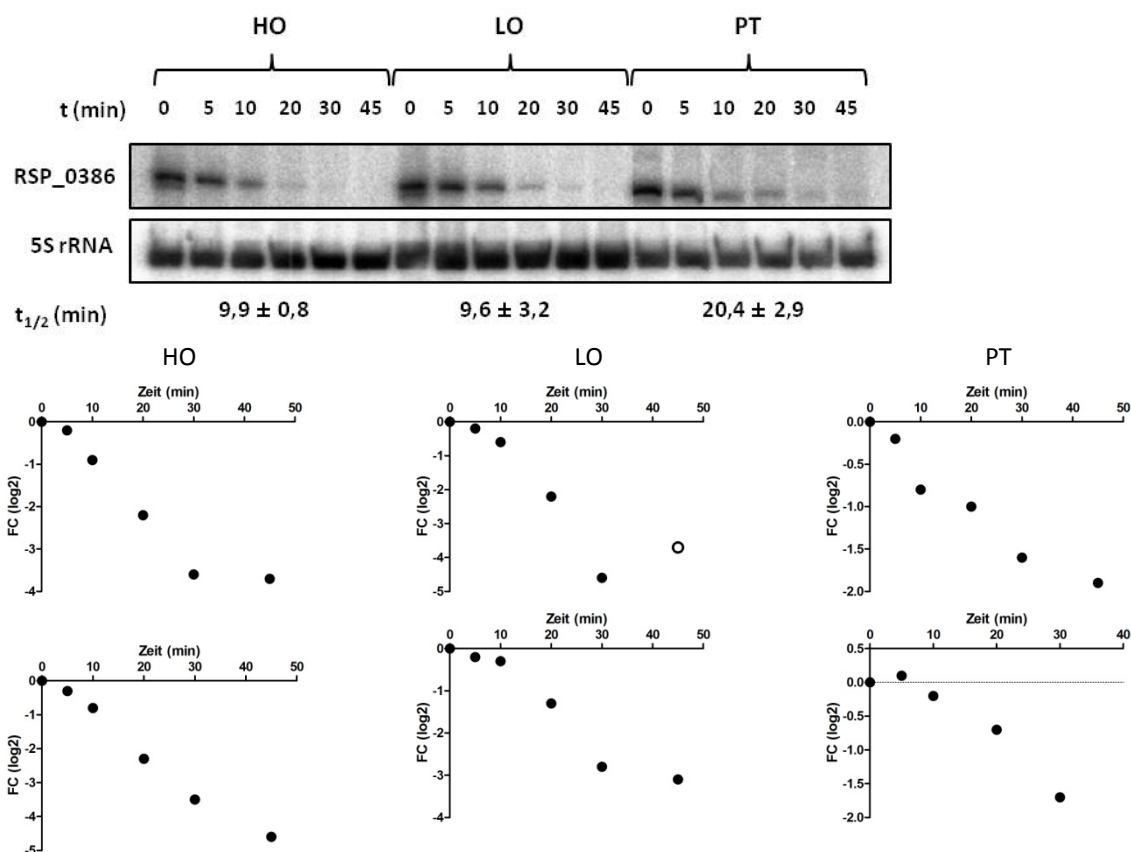 HO LO PT
t (min) 0 5 10 20 30 45 0 5 10 20 30 45 0 5 10 20 30 45
RSP_0386
5S rRNA
t1/2 (min) 9,9 ± 0,8 9,6 ± 3,2 20,4 ± 2,9
HO LO PT
Zeit (min) Zeit (min) Zeit (min)
0 10 20 30 40 50 0 10 20 30 40 50 0 10 20 30 40 50
FC (log2)
0
-1
-2
-3
-4
FC (log2)
0
-1
-2
-3
-4
-5
FC (log2)
0.0
-0.5
-1.0
-1.5
-2.0
Zeit (min) Zeit (min) Zeit (min)
0 10 20 30 40 50 0 10 20 30 40 50 0 10 20 30 40
FC (log2)
0
-1
-2
-3
-4
-5
FC (log2)
0
-1
-2
-3
-4
FC (log2)
0.5
0.0
-0.5
-1.0
-1.5
-2.0